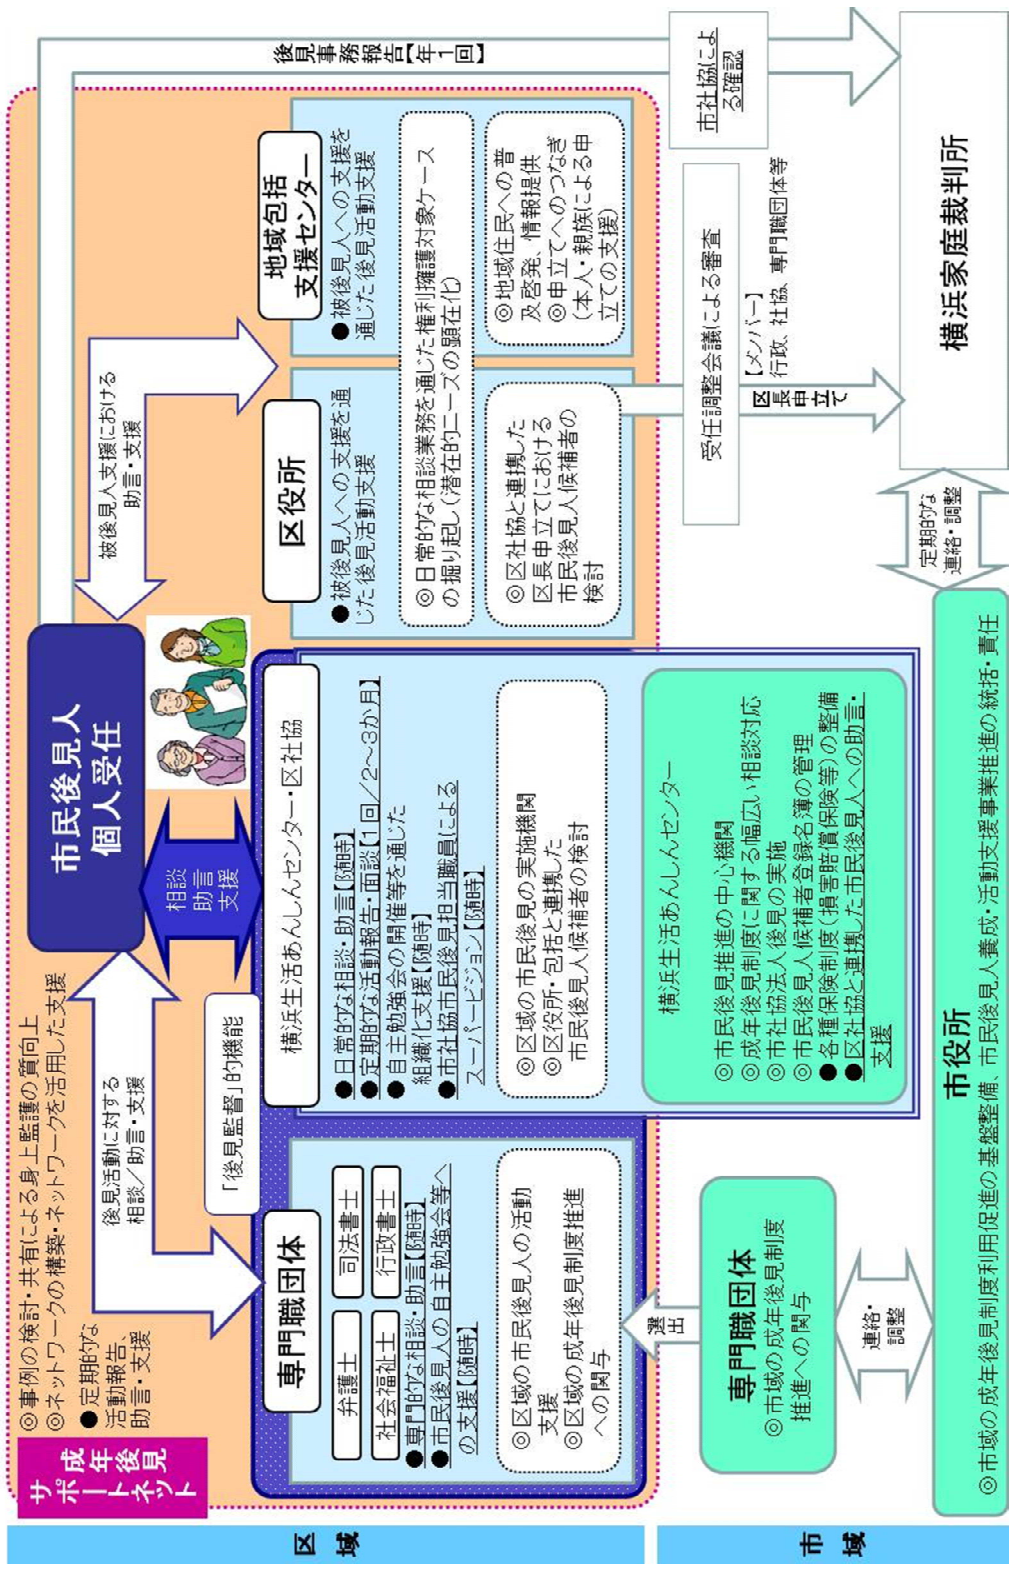 成年後見
サポートネット
◎事例の検討・共有による身上監護の質向上
◎ネットワークの構築・ネットワークを活用した支援
●定期的な
活動報告、
助言・支援
後見活動に対する
相談／助言・支援
「後見監督」的機能
市民後見人
個人受任
相談
助言
支援
被後見人支援における
助言・支援
後見事務報告【年1回】
区域
専門職団体
弁護士
司法書士
社会福祉士
行政書士
●専門的な相談・助言【随時】
●市民後見人の自主勉強会等へ
の支援【随時】
◎区域の市民後見人の活動
支援
◎区域の成年後見制度推進
への関与
横浜生活あんしんセンター・区社協
●日常的な相談・助言【随時】
●定期的な活動報告・面談【1回／2～3か月】
●自主勉強会の開催等を通じた
組織化支援【随時】
●市社協市民後見担当職員による
スーパービジョン【随時】
◎区域の市民後見の実施機関
◎区役所・包括と連携した
市民後見人候補者の検討
区役所
●被後見人への支援を通
じた後見活動支援
地域包括
支援センター
●被後見人への支援を
通じた後見活動支援
◎日常的な相談業務を通じた権利擁護対象ケース
の掘り起し（潜在的ニーズの顕在化）
◎区社協と連携した
区長申立てにおける
市民後見人候補者の
検討
◎地域住民への普
及啓発、情報提供
◎申立てへのつなぎ
（本人・親族による申
立ての支援）
市域
選出
専門職団体
◎市域の成年後見制度
推進への関与
連絡・
調整
横浜生活あんしんセンター
◎市民後見推進の中心機関
◎成年後見制度に関する幅広い相談対応
◎市社協法人後見の実施
◎市民後見人候補者登録名簿の管理
●各種保険制度（損害賠償保険等）の整備
●区社協と連携した市民後見人への助言・
支援
受任調整会議による審査
【メンバー】
行政、社協、専門職団体等
区長申立て
市社協によ
る確認
定期的な
連絡・調整
横浜家庭裁判所
市役所
◎市域の成年後見制度利用促進の基盤整備、市民後見人養成・活動支援事業推進の統括・責任